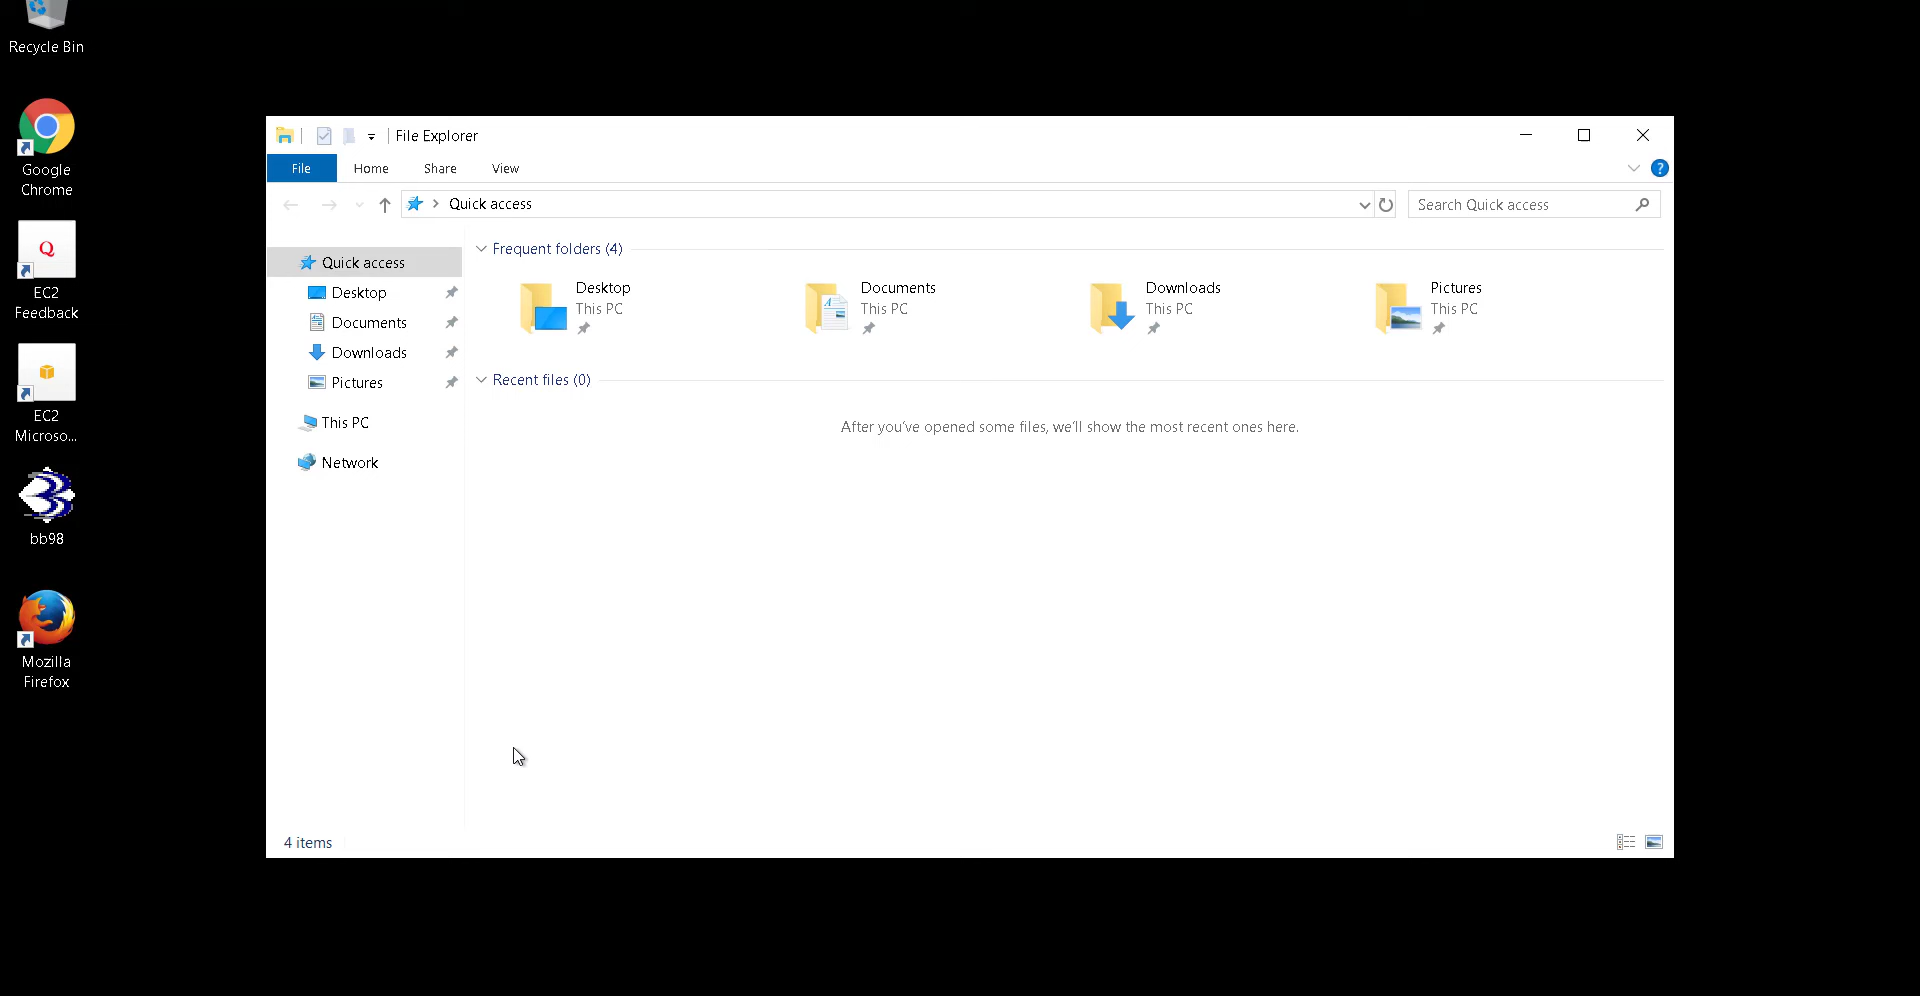 Recycle Bin
Google
Chrome
EC2
Feedback
EC2
Microso...
bb98
Mozilla
Firefox
File Explorer
File
Home
Share
View
Quick access
Search Quick access
Quick access
Desktop
Documents
Downloads
Pictures
This PC
Network
Frequent folders (4)
Desktop
This PC
Documents
This PC
Downloads
This PC
Pictures
This PC
Recent files (0)
After you've opened some files, we'll show the most recent ones here.
4 items